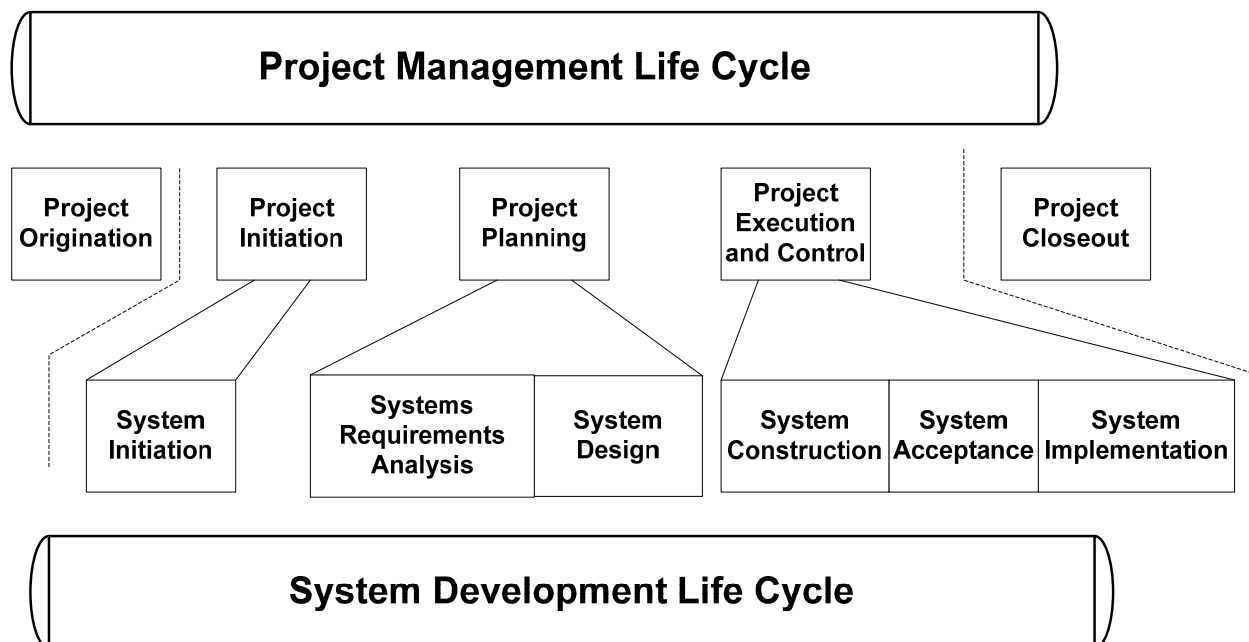 Project Management Life Cycle
Project
Origination
Project
Initiation
Project
Planning
Project
Execution
and Control
Project
Closeout
System
Initiation
Systems
Requirements
Analysis
System
Design
System
Construction
System
Acceptance
System
Implementation
System Development Life Cycle